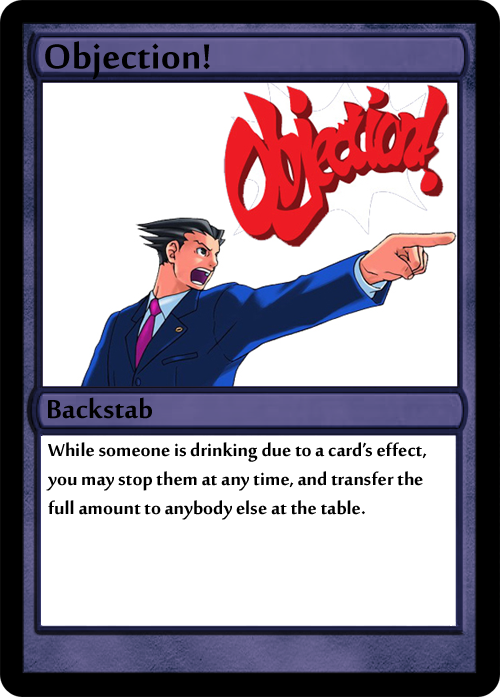 Objection!
Objection!
Backstab
While someone is drinking due to a card's effect,
you may stop them at any time, and transfer the
full amount to anybody else at the table.